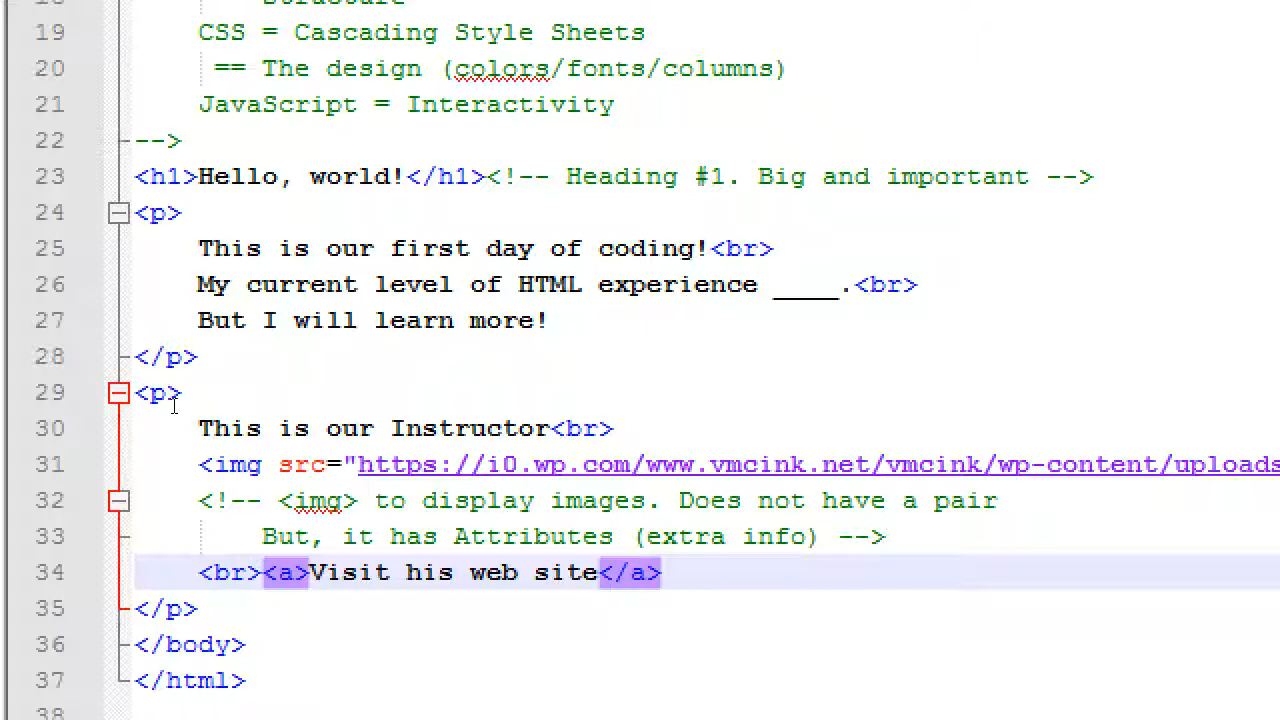 19 CSS = Cascading Style Sheets
20 == The design (colors/fonts/columns)
21 JavaScript = Interactivity
22 -->
23 <h1>Hello, world!</h1><!-- Heading #1. Big and important -->
24 <p>
25 This is our first day of coding!<br>
26 My current level of HTML experience ____.<br>
27 But I will learn more!
28 </p>
29 <p>
30 This is our Instructor<br>
31 <img src="https://i0.wp.com/www.vmcink.net/vmcink/wp-content/uploads
32 <!-- <img> to display images. Does not have a pair
33 But, it has Attributes (extra info) -->
34 <br><a>Visit his web site</a>
35 </p>
36 </body>
37 </html>
38